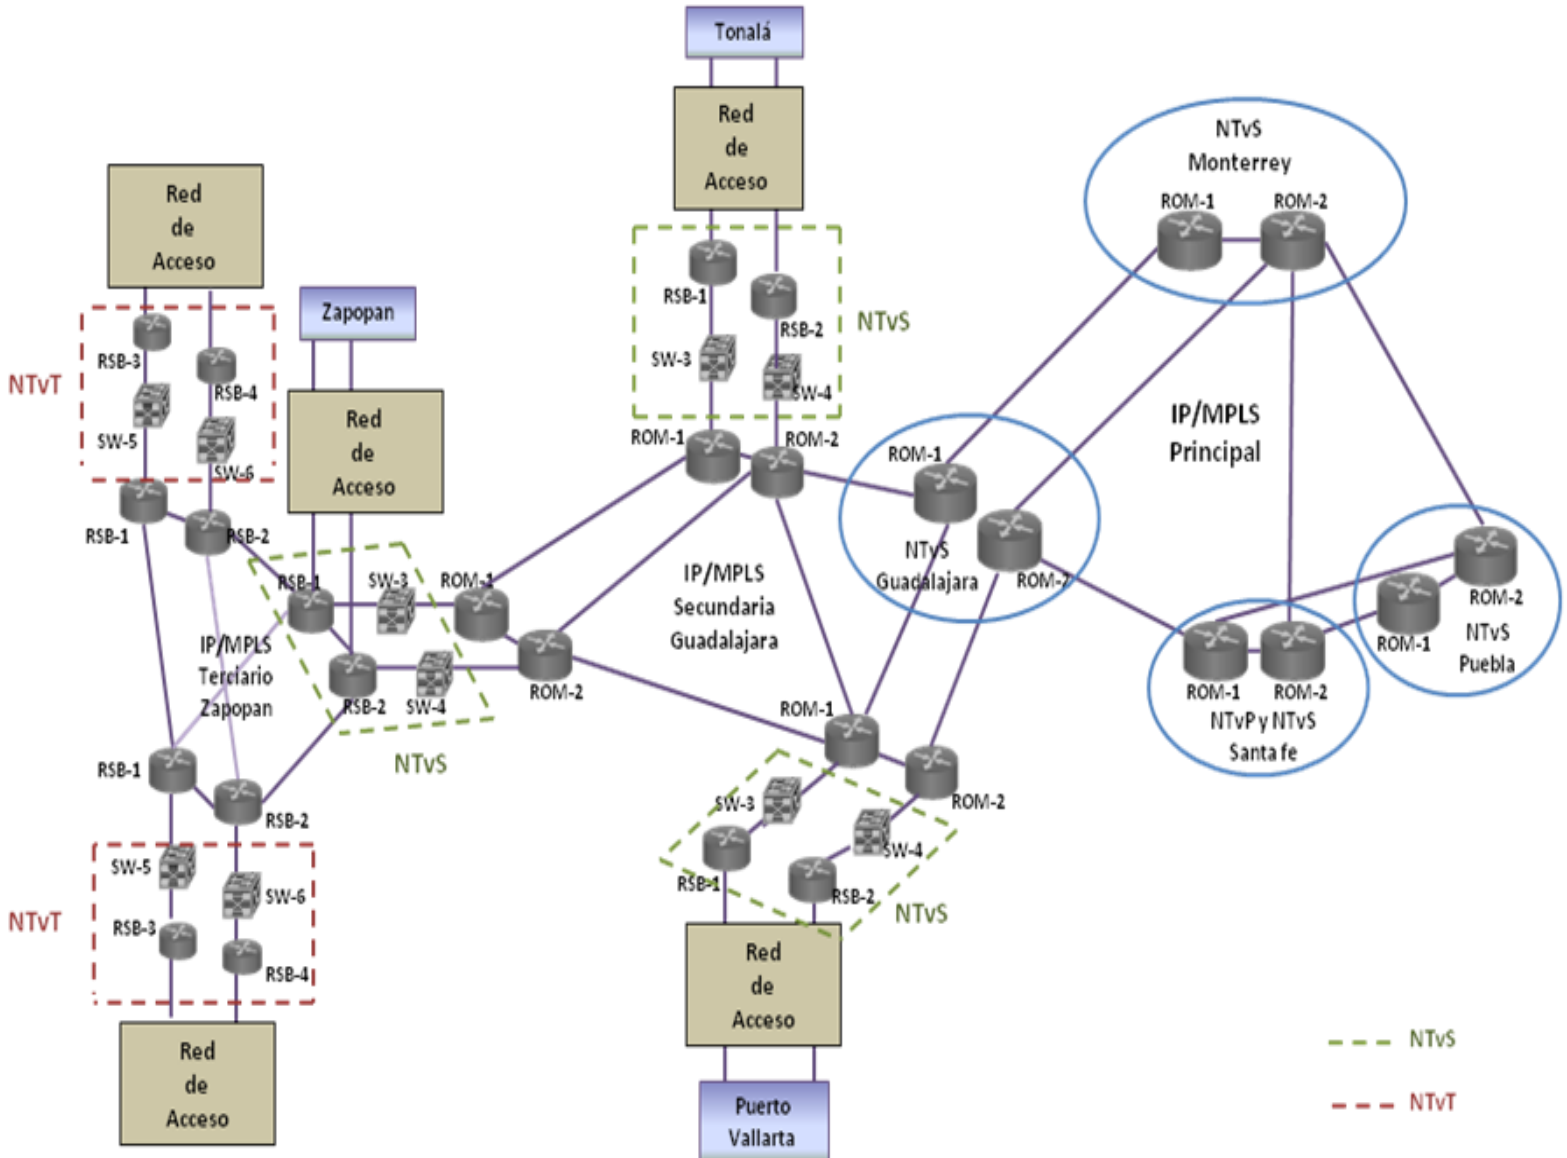 Tonalá
Red
de
Acceso
RSB-1
RSB-2
SW-3
SW-4
NTvS
ROM-1
ROM-2
NTvS
Monterrey
ROM-1
ROM-2
Red
de
Acceso
RSB-3
RSB-4
NTvT
SW-5
SW-6
RSB-1
RSB-2
Zapopan
Red
de
Acceso
RSB-1
SW-3
ROM-1
RSB-2
SW-4
ROM-2
NTvS
IP/MPLS
Terciario
Zapopan
IP/MPLS
Secundaria
Guadalajara
ROM-1
NTvS
Guadalajara
ROM-2
IP/MPLS
Principal
ROM-2
ROM-1
NTvS
Puebla
ROM-1
ROM-2
NTvP y NTvS
Santa fe
RSB-1
RSB-2
SW-5
SW-6
NTvT
RSB-3
RSB-4
Red
de
Acceso
ROM-1
ROM-2
SW-3
SW-4
RSB-1
RSB-2
NTvS
Red
de
Acceso
Puerto
Vallarta
NTvS
NTvT